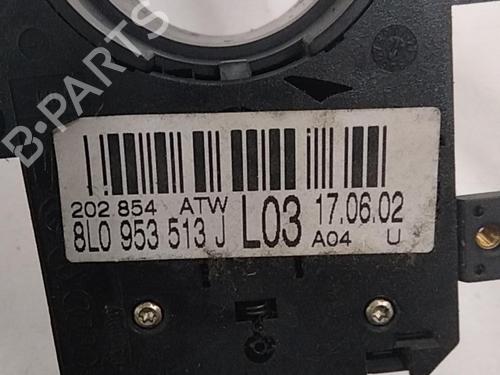 B-PARTS
202.854 ATW
8L0 953 513 J L03 17.06.02
A04 U